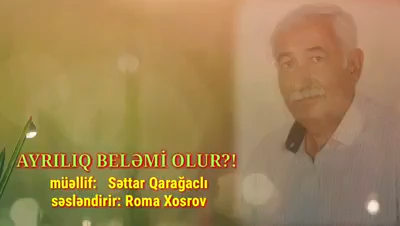 AYRILIQ BELƏMİ OLUR?!
müəllif: Səttar Qarağaclı
səsləndirir: Roma Xosrov